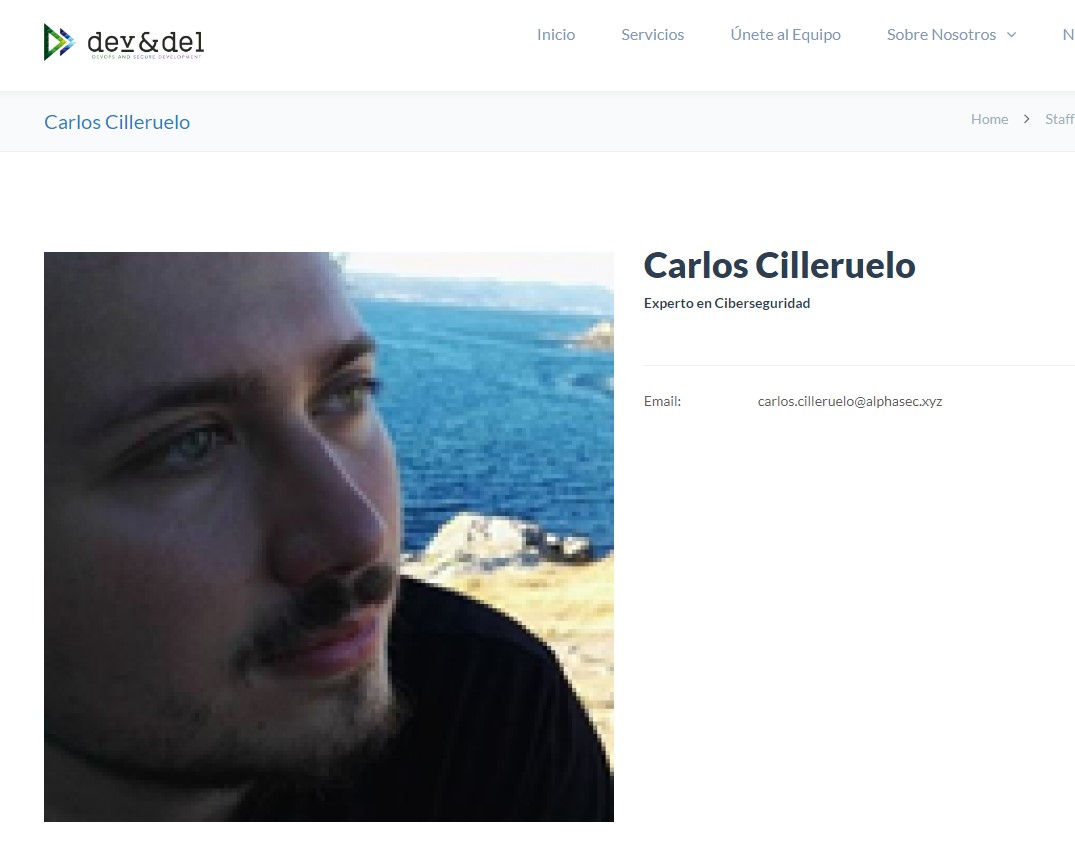 dev&del
DEVOPS AND SECURE DEVELOPMENT
Inicio
Servicios
Únete al Equipo
Sobre Nosotros
N
Carlos Cilleruelo
Home
Staff
Carlos Cilleruelo
Experto en Ciberseguridad
Email:
carlos.cilleruelo@alphasec.xyz